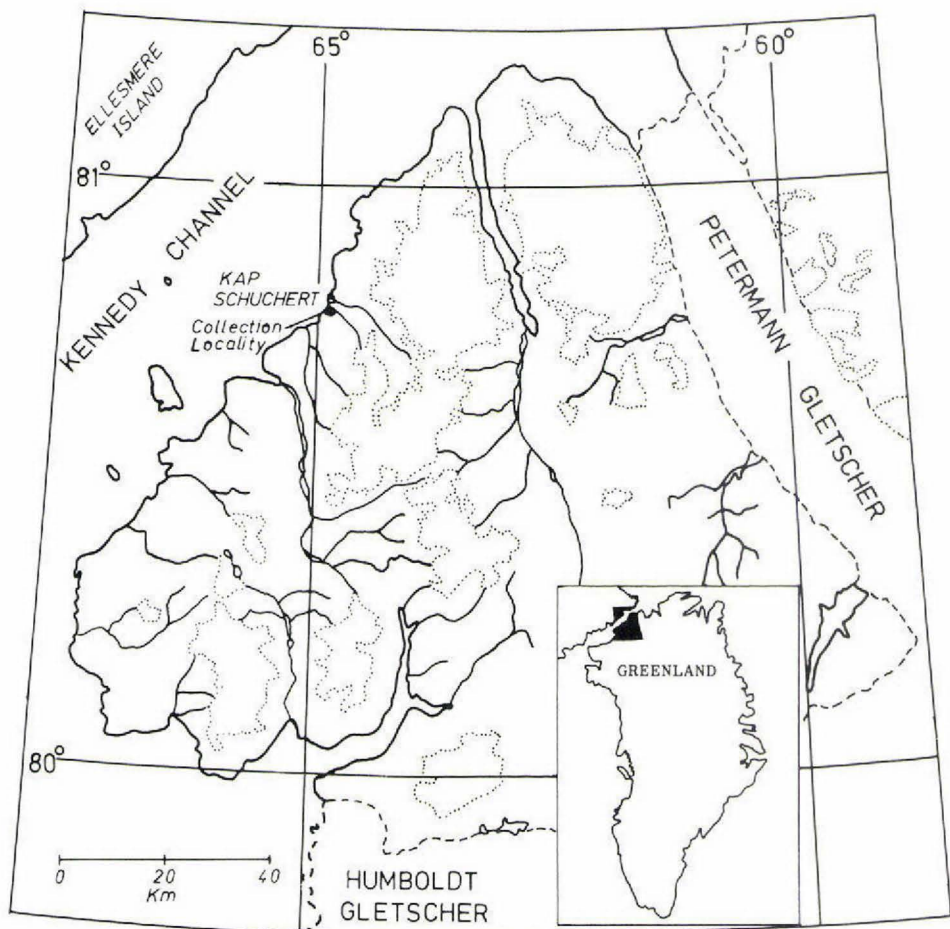 65°
60°
ELLESMERE
ISLAND
81°
KENNEDY CHANNEL
KAP
SCHUCHERT
Collection
Locality
PETERMANN GLETSCHER
GREENLAND
80°
0 20 40
Km
HUMBOLDT
GLETSCHER